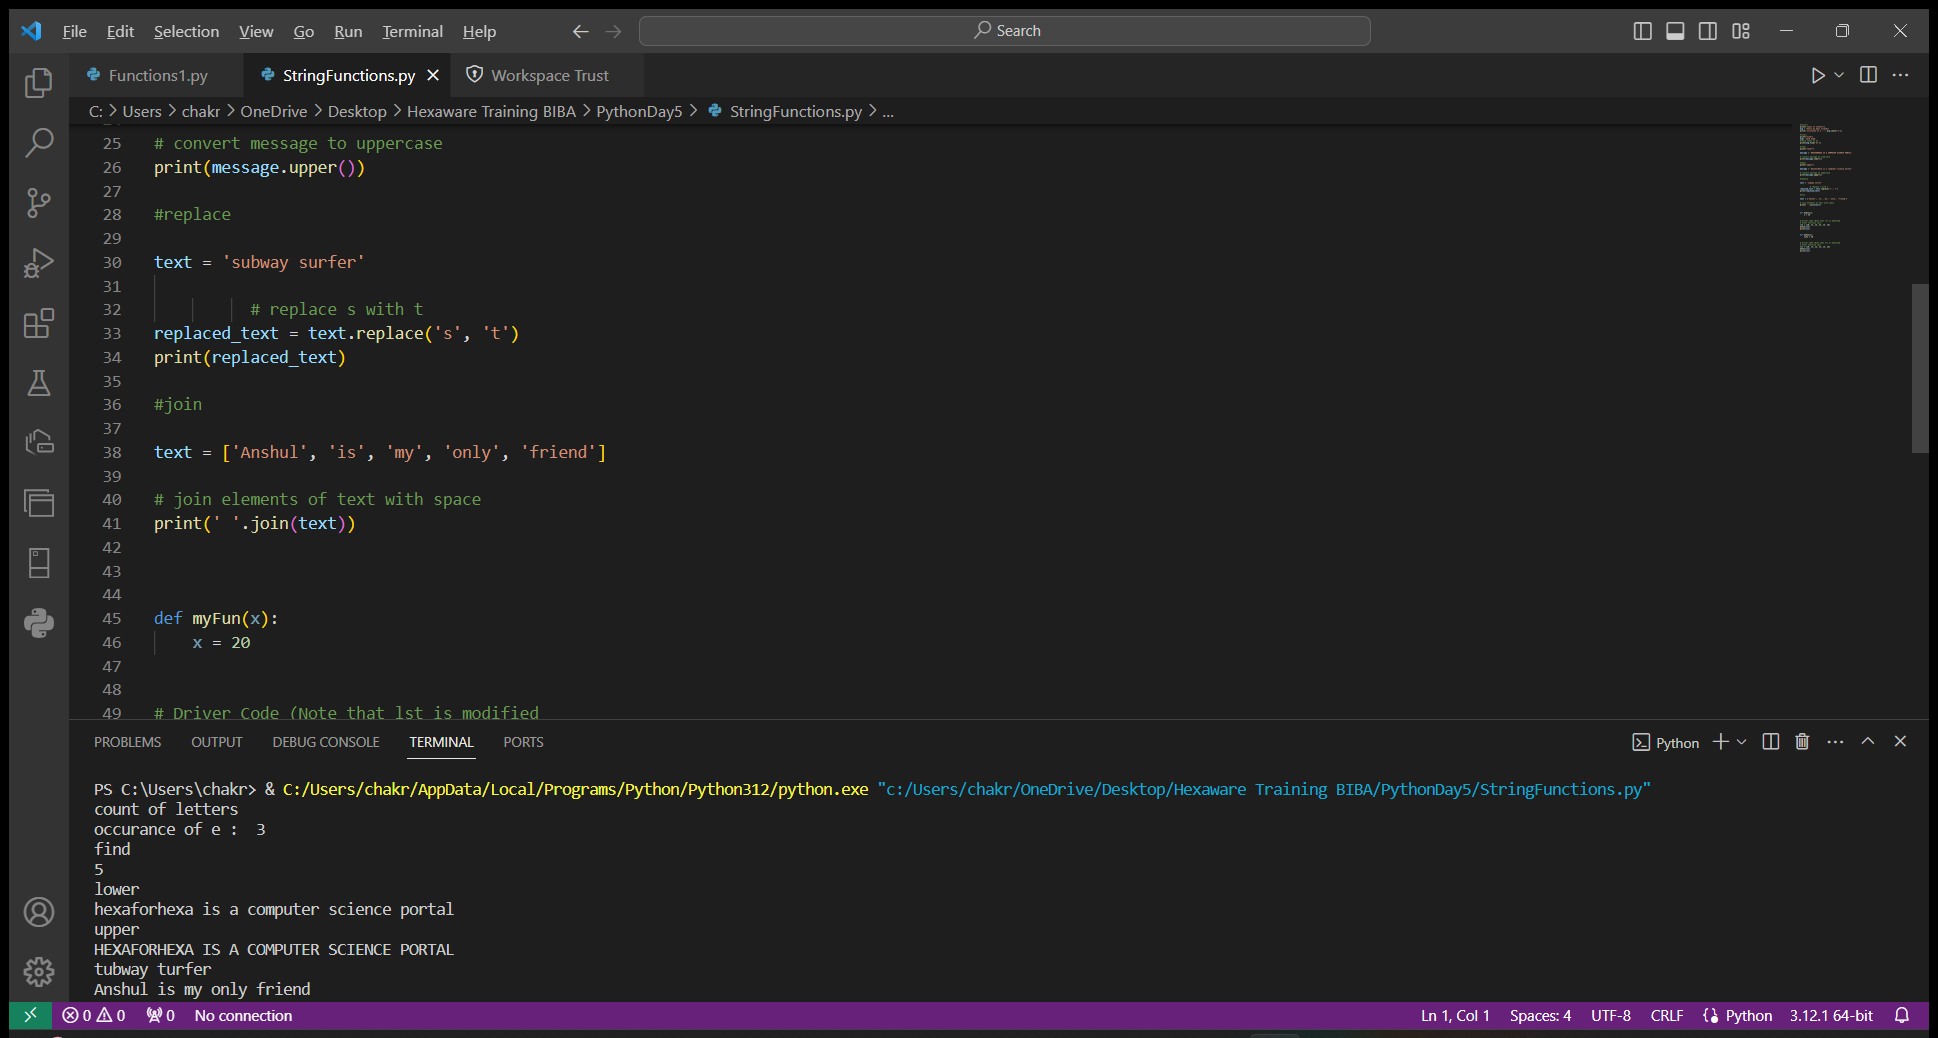 File Edit Selection View Go Run Terminal Help Search
Functions1.py StringFunctions.py Workspace Trust
C: > Users > chakr > OneDrive > Desktop > Hexaware Training BIBA > PythonDay5 > StringFunctions.py > ...
25 # convert message to uppercase
26 print(message.upper())
27
28 #replace
29
30 text = 'subway surfer'
31
32 # replace s with t
33 replaced_text = text.replace('s', 't')
34 print(replaced_text)
35
36 #join
37
38 text = ['Anshul', 'is', 'my', 'only', 'friend']
39
40 # join elements of text with space
41 print(' '.join(text))
42
43
44
45 def myFun(x):
46 x = 20
47
48
49 # Driver Code (Note that lst is modified
PROBLEMS OUTPUT DEBUG CONSOLE TERMINAL PORTS Python
PS C:\Users\chakr> & C:/Users/chakr/AppData/Local/Programs/Python/Python312/python.exe "c:/Users/chakr/OneDrive/Desktop/Hexaware Training BIBA/PythonDay5/StringFunctions.py"
count of letters
occurance of e :  3
find
5
lower
hexaforhexa is a computer science portal
upper
HEXAFORHEXA IS A COMPUTER SCIENCE PORTAL
tubway turfer
Anshul is my only friend
0 0 0 No connection Ln 1, Col 1 Spaces: 4 UTF-8 CRLF Python 3.12.1 64-bit